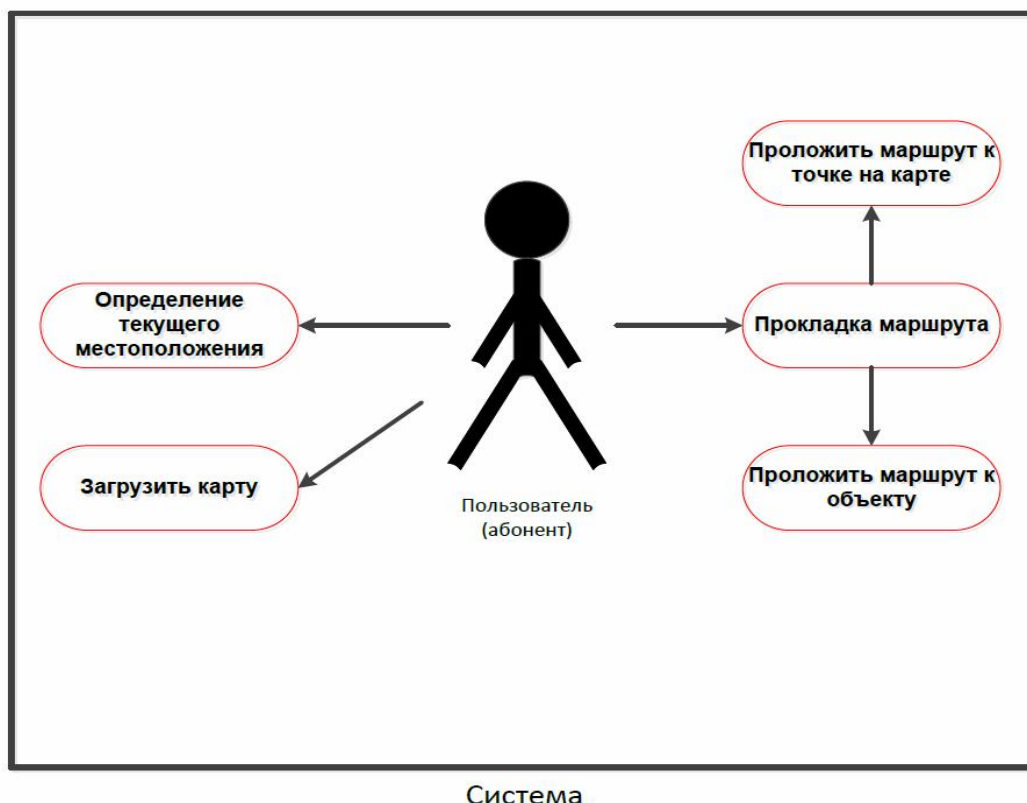 Проложить маршрут к
точке на карте
Определение
текущего
местоположения
Прокладка маршрута
Загрузить карту
Проложить маршрут к
объекту
Пользователь
(абонент)
Система